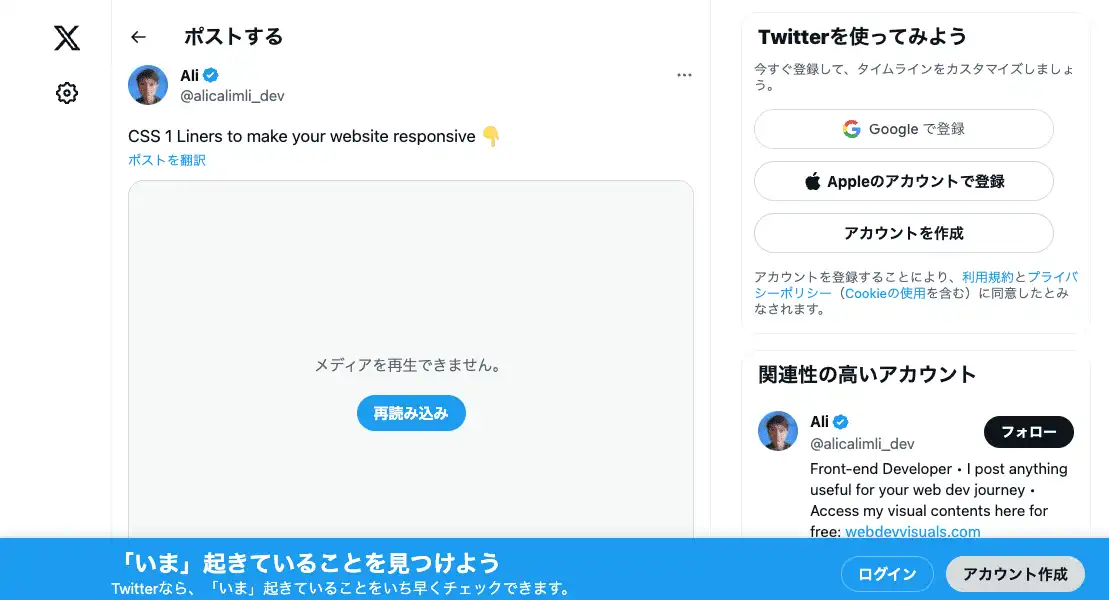 ポストする
Ali
@alicalimli_dev
CSS 1 Liners to make your website responsive 👇
ポストを翻訳
メディアを再生できません。
再読み込み
Twitterを使ってみよう
今すぐ登録して、タイムラインをカスタマイズしましょ
う。
Google で登録
Appleのアカウントで登録
アカウントを作成
アカウントを登録することにより、利用規約とプライバ
シーポリシー（Cookieの使用を含む）に同意したとみ
なされます。
関連性の高いアカウント
Ali
@alicalimli_dev
フォロー
Front-end Developer • I post anything
useful for your web dev journey •
Access my visual contents here for
free: webdevvisuals.com
「いま」起きていることを見つけよう
Twitterなら、「いま」起きていることをいち早くチェックできます。
ログイン
アカウント作成